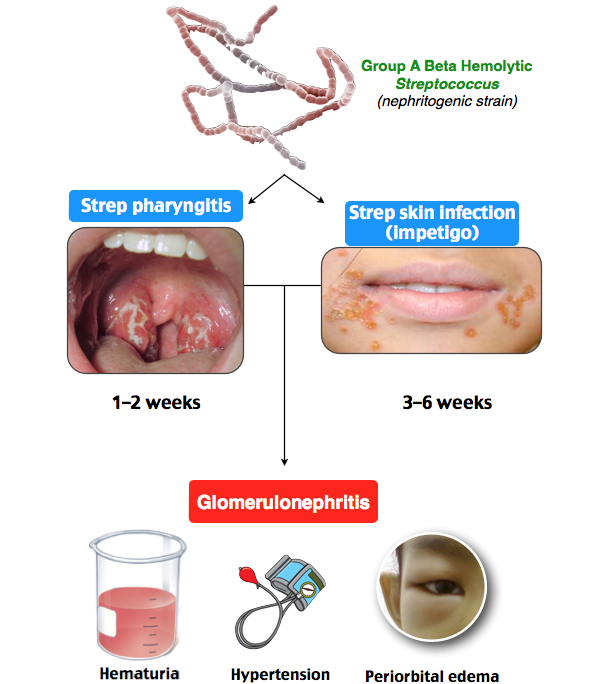 Group A Beta Hemolytic
Streptococcus
(nephritogenic strain)
Strep pharyngitis
Strep skin infection
(impetigo)
1–2 weeks
3–6 weeks
Glomerulonephritis
Hematuria
Hypertension
Periorbital edema